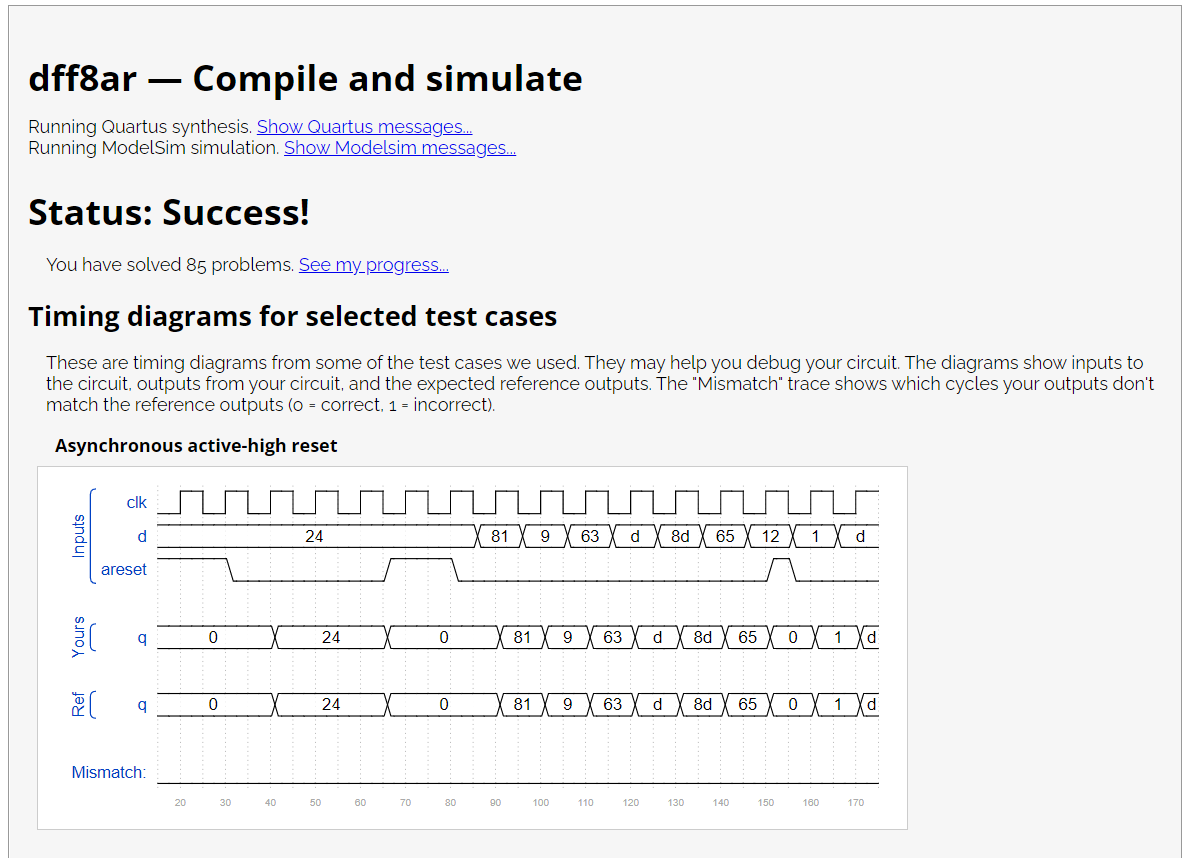 dff8ar — Compile and simulate
Running Quartus synthesis. Show Quartus messages...
Running ModelSim simulation. Show Modelsim messages...
Status: Success!
You have solved 85 problems. See my progress...
Timing diagrams for selected test cases
These are timing diagrams from some of the test cases we used. They may help you debug your circuit. The diagrams show inputs to
the circuit, outputs from your circuit, and the expected reference outputs. The "Mismatch" trace shows which cycles your outputs don't
match the reference outputs (0 = correct, 1 = incorrect).
Asynchronous active-high reset
Inputs
clk
d 24 81 9 63 d 8d 65 12 1 d
areset
Yours
q 0 24 0 81 9 63 d 8d 65 0 1 d
Ref
q 0 24 0 81 9 63 d 8d 65 0 1 d
Mismatch:
20 30 40 50 60 70 80 90 100 110 120 130 140 150 160 170